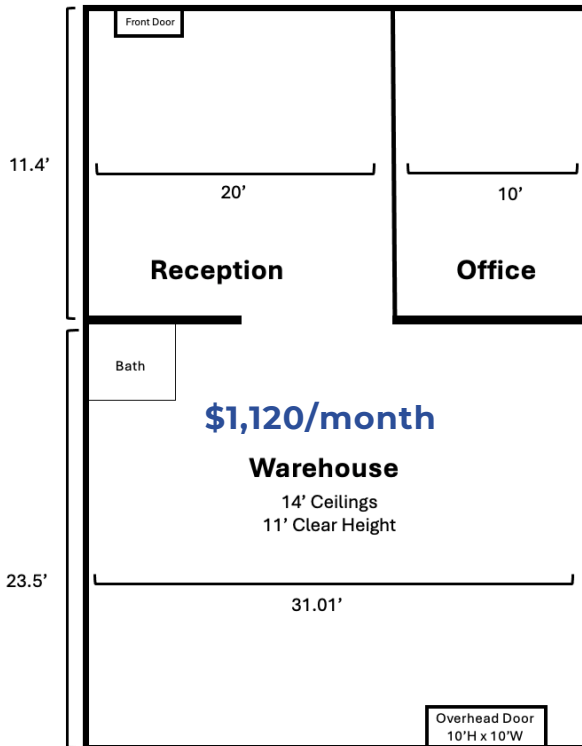 Front Door
11.4’
20’
10’
Reception
Office
Bath
$1,120/month
Warehouse
14’ Ceilings
11’ Clear Height
23.5’
31.01’
Overhead Door
10’H x 10’W